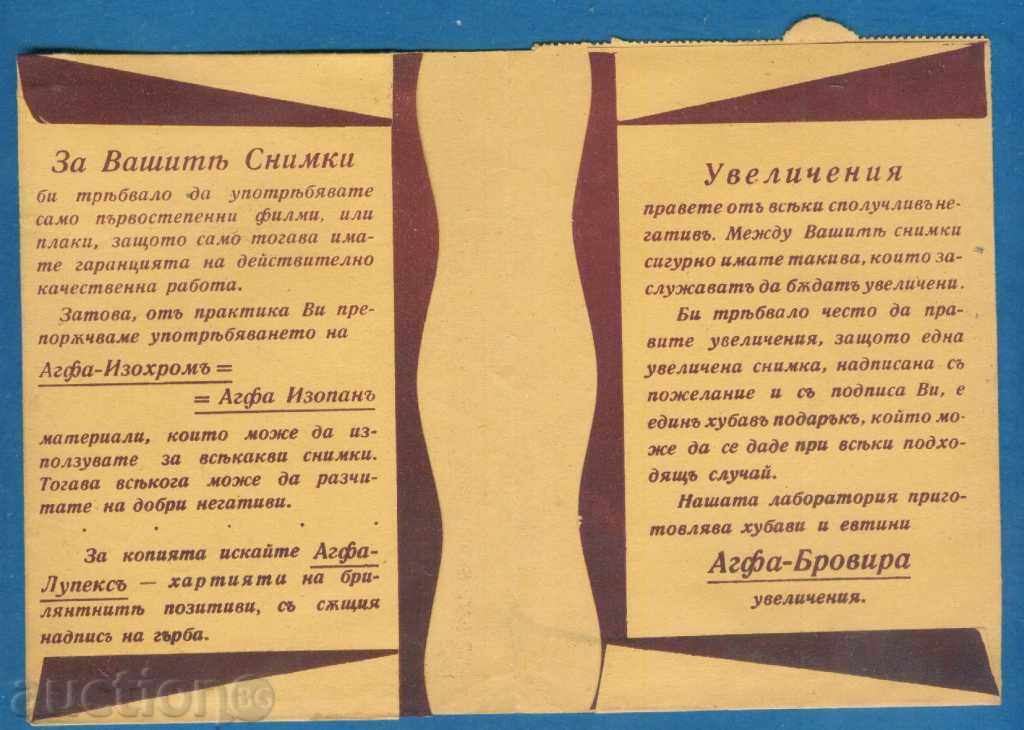 За Вашитѣ Снимки
би трѣбвало да употрѣбявате
само първостепенни филми, или
плаки, защото само тогава има-
те гаранцията на действително
качественна работа.
Затова, отъ практика Ви пре-
порѫчваме употрѣбяването на
Агфа-Изохромъ =
= Агфа Изопанъ
материали, които може да из-
ползувате за всѣкакви снимки.
Тогава всѣкога може да разчи-
тате на добри негативи.
. . . . . .
За копията искайте Агфа-
Лупексъ — хартията на бри-
лянтнитѣ позитиви, съ сѫщия
надписъ на гърба.
Увеличения
правете отъ всѣки сполучливъ не-
гативъ. Между Вашитѣ снимки
сигурно имате такива, които за-
служаватъ да бѫдатъ увеличени.
Би трѣбвало често да пра-
вите увеличения, защото една
увеличена снимка, надписана съ
пожелание и съ подписа Ви, е
единъ хубавъ подаръкъ, който мо-
же да се даде при всѣки подхо-
дящъ случай.
Нашата лаборатория приго-
товлява хубави и евтини
Агфа-Бровира
увеличения.
auction BG